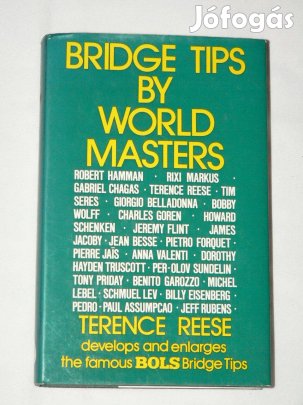 Jófogás
BRIDGE TIPS
BY
WORLD
MASTERS
ROBERT HAMMAN · RIXI MARKUS ·
GABRIEL CHAGAS · TERENCE REESE · TIM
SERES · GIORGIO BELLADONNA · BOBBY
WOLFF · CHARLES GOREN · HOWARD
SCHENKEN · JEREMY FLINT · JAMES
JACOBY · JEAN BESSE · PIETRO FORQUET ·
PIERRE JAÏS · ANNA VALENTI · DOROTHY
HAYDEN TRUSCOTT · PER-OLOV SUNDELIN ·
TONY PRIDAY · BENITO GAROZZO · MICHEL
LEBEL · SCHMUEL LEV · BILLY EISENBERG ·
PEDRO · PAUL ASSUMPCAO · JEFF RUBENS ·
TERENCE REESE
develops and enlarges
the famous BOLS Bridge Tips